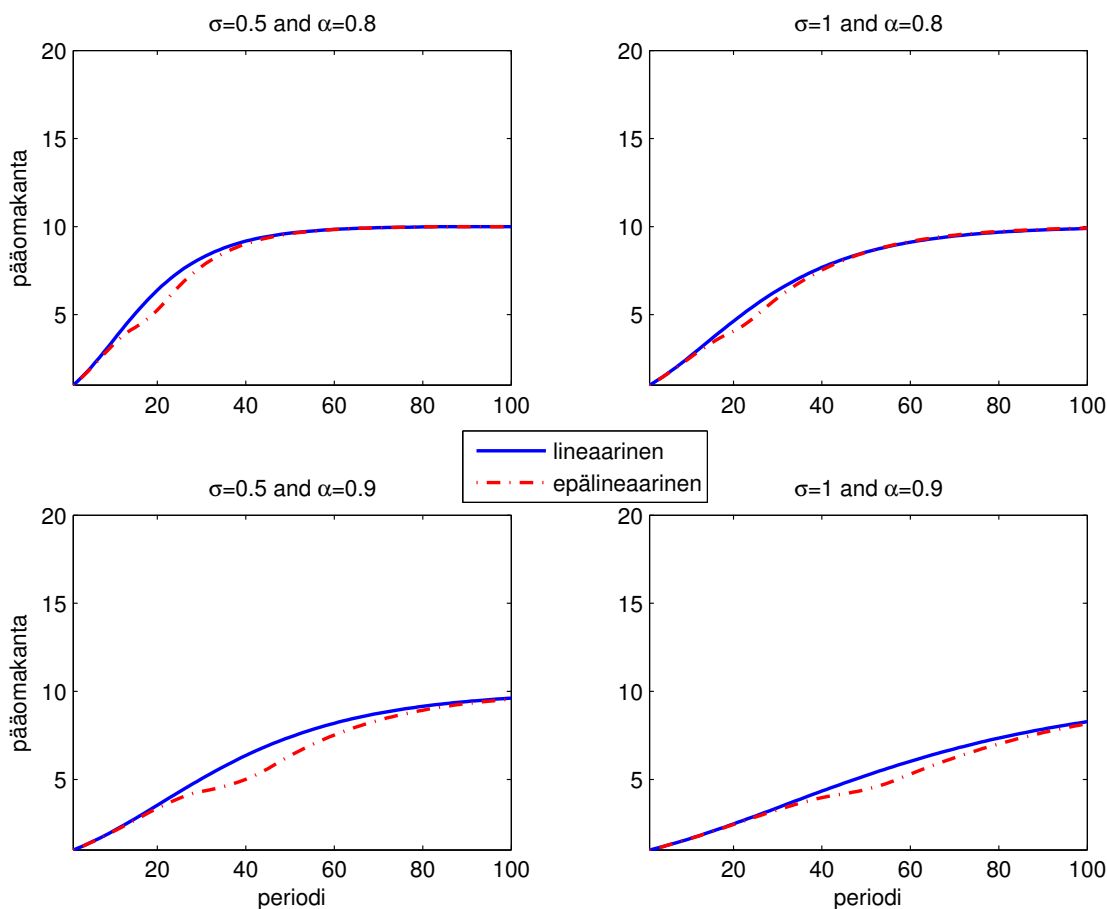 σ=0.5 and α=0.8
σ=1 and α=0.8
20
15
10
5
pääomakanta
20 40 60 80 100
20
15
10
5
20 40 60 80 100
lineaarinen
epälineaarinen
σ=0.5 and α=0.9
σ=1 and α=0.9
20
15
10
5
pääomakanta
20 40 60 80 100
periodi
20
15
10
5
20 40 60 80 100
periodi